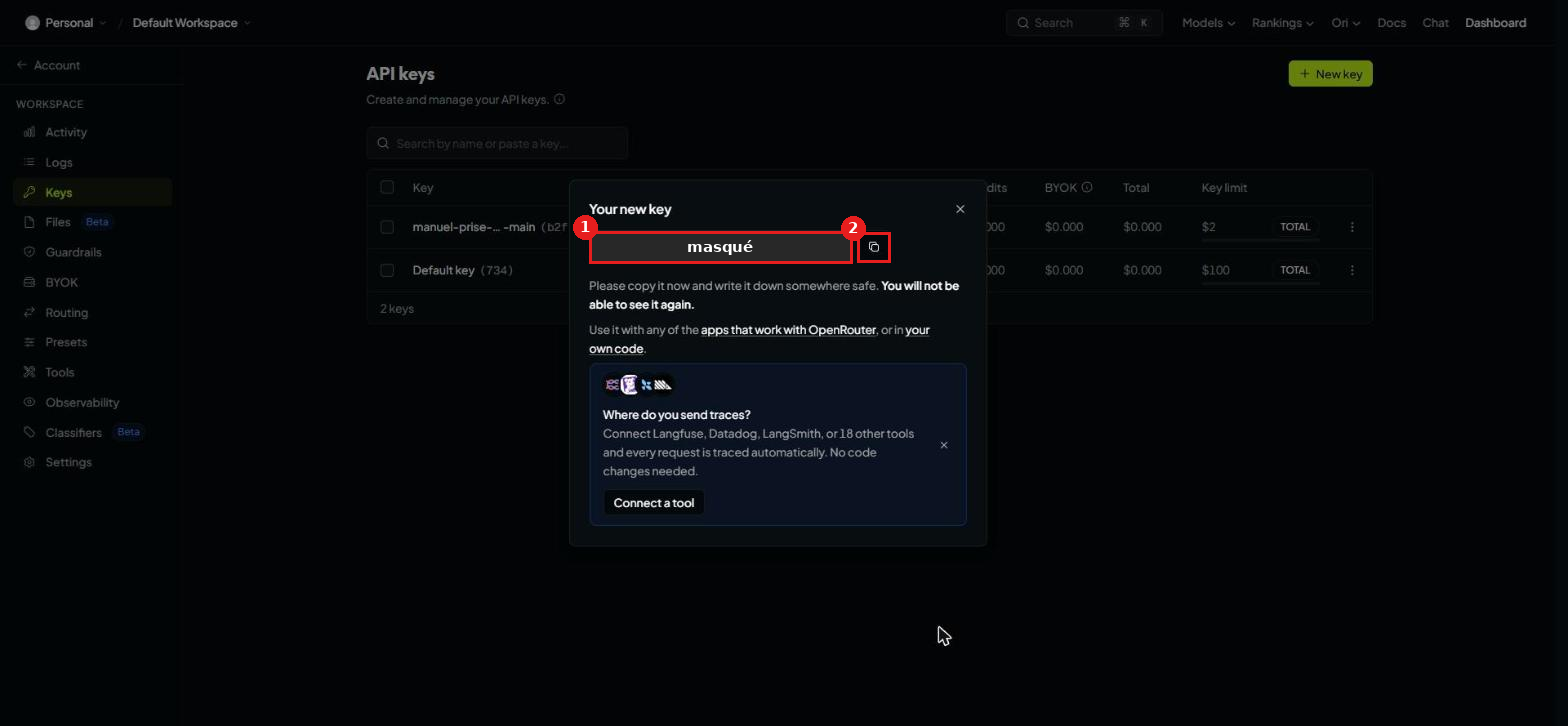 Personal / Default Workspace
Search ⌘ K
Models Rankings Ori Docs Chat Dashboard
Account
WORKSPACE
Activity
Logs
Keys
Files Beta
Guardrails
BYOK
Routing
Presets
Tools
Observability
Classifiers Beta
Settings
API keys
+ New key
Create and manage your API keys.
Search by name or paste a key...
Key dits BYOK Total Key limit
manuel-prise-... -main (b2f 000 $0.000 $0.000 $2 TOTAL
Default key (734) 000 $0.000 $0.000 $100 TOTAL
2 keys
Your new key
1 2
masqué
Please copy it now and write it down somewhere safe. You will not be
able to see it again.
Use it with any of the apps that work with OpenRouter, or in your
own code.
Where do you send traces?
Connect Langfuse, Datadog, LangSmith, or 18 other tools
and every request is traced automatically. No code
changes needed.
Connect a tool